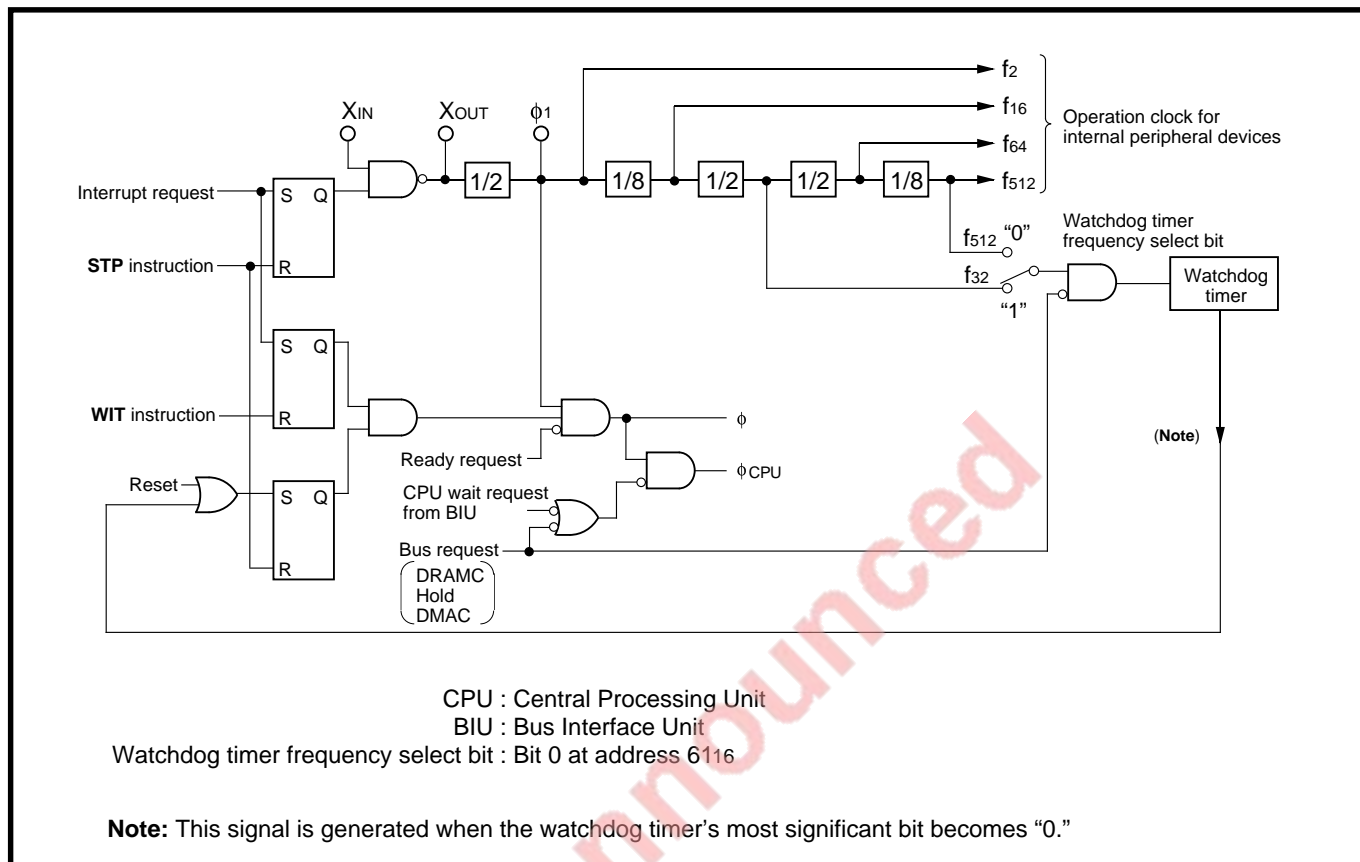 f2
XIN XOUT ϕ1
f16
Operation clock for
internal peripheral devices
f64
Interrupt request
S Q
1/2 1/8 1/2 1/2 1/8
f512
STP instruction
R
f512 “0”
Watchdog timer
frequency select bit
f32
“1”
Watchdog
timer
S Q
WIT instruction
R
ϕ
(Note)
Ready request
ϕCPU
Reset
S Q
CPU wait request
from BIU
Bus request
R
DRAMC
Hold
DMAC
CPU : Central Processing Unit
BIU : Bus Interface Unit
Watchdog timer frequency select bit : Bit 0 at address 6116
Note: This signal is generated when the watchdog timer’s most significant bit becomes “0.”
nnounced